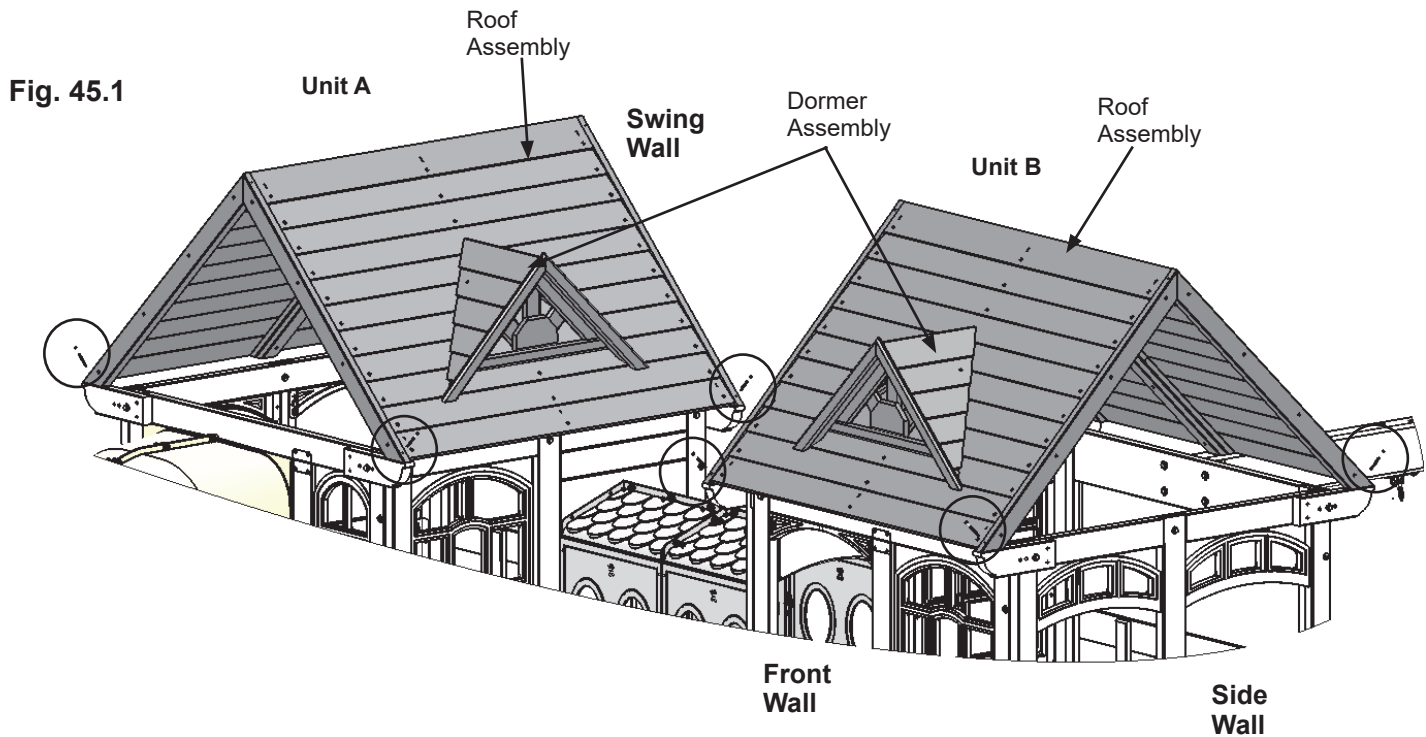 Fig. 45.1
Unit A
Roof
Assembly
Swing
Wall
Dormer
Assembly
Unit B
Roof
Assembly
Front
Wall
Side
Wall